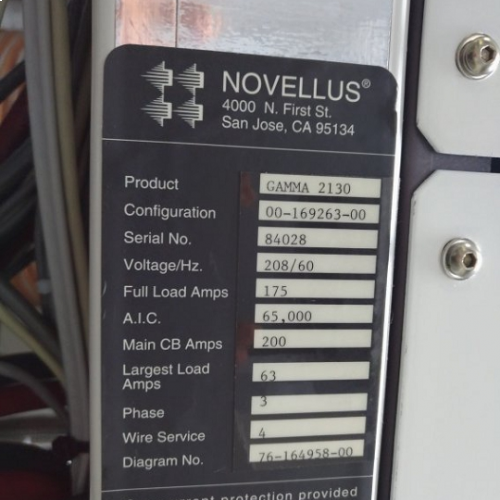 NOVELLUS®
4000 N. First St.
San Jose, CA 95134
Product GAMMA 2130
Configuration 00-169263-00
Serial No. 84028
Voltage/Hz. 208/60
Full Load Amps 175
A.I.C. 65,000
Main CB Amps 200
Largest Load Amps 63
Phase 3
Wire Service 4
Diagram No. 76-164958-00
protection provided